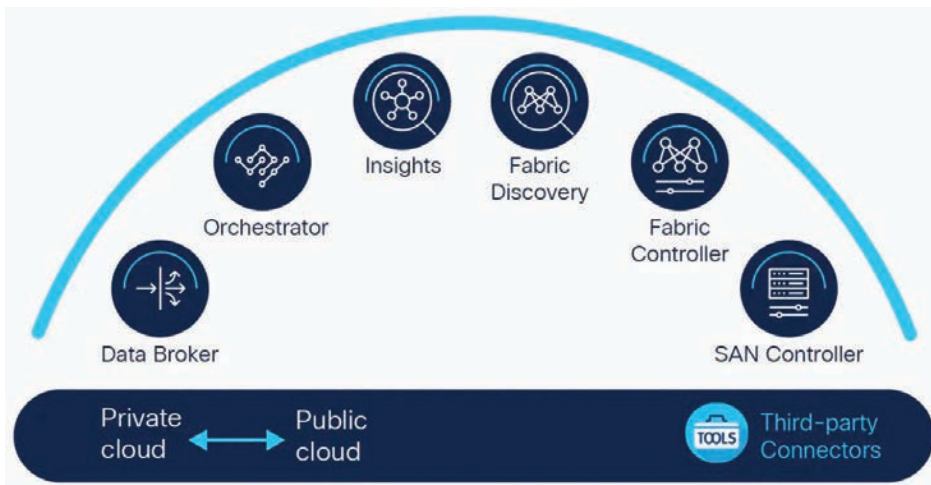 Insights
Fabric
Discovery
Orchestrator
Fabric
Controller
Data Broker
SAN Controller
Private
cloud
Public
cloud
TOOLS
Third-party
Connectors